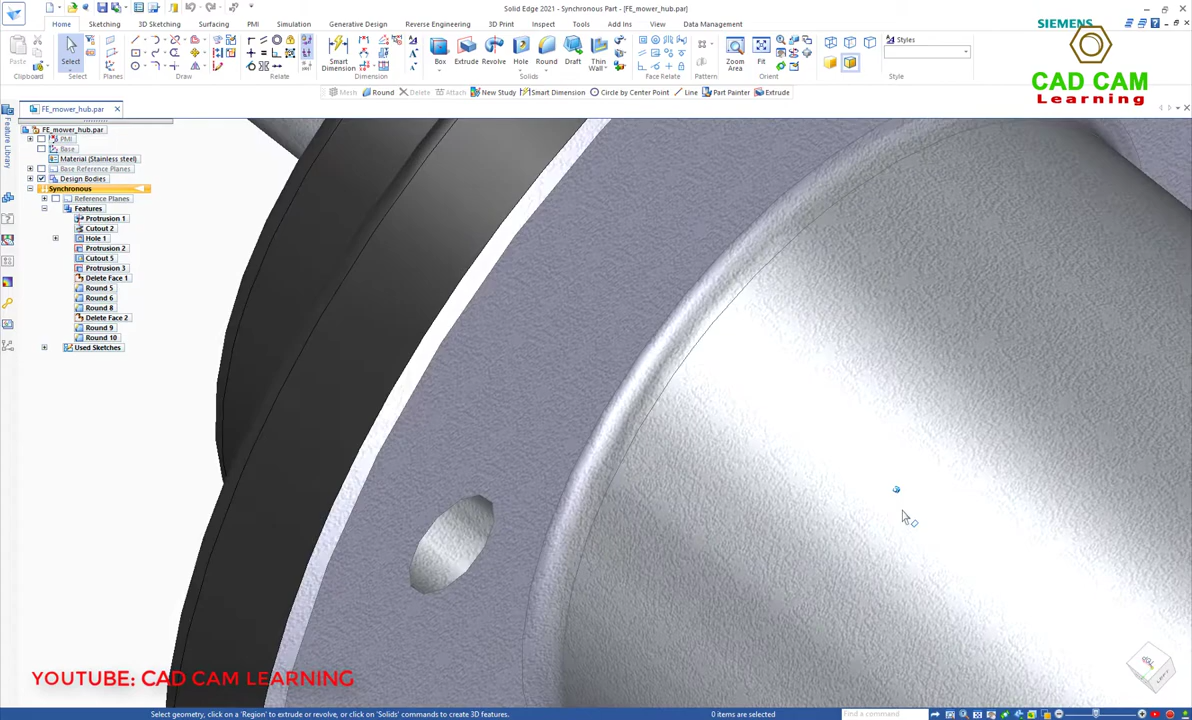 Solid Edge 2021 - Synchronous Part - [FE_mower_hub.par]
Home Sketching 3D Sketching Surfacing PMI Simulation Generative Design Reverse Engineering 3D Print Inspect Tools Add Ins View Data Management
SIEMENS
Paste Select Smart Dimension Box Extrude Revolve Hole Round Draft Thin Wall Zoom Area Fit Styles
Clipboard Select Planes Draw Relate Dimension Solids Face Relate Pattern Orient Style
CAD CAM
Learning
Mesh Round Delete Attach New Study Smart Dimension Circle by Center Point Line Part Painter Extrude
FE_mower_hub.par
Feature Library
FE_mower_hub.par
PMI
Base
Material (Stainless steel)
Base Reference Planes
Design Bodies
Synchronous
Reference Planes
Features
Protrusion 1
Cutout 2
Hole 1
Protrusion 2
Cutout 5
Protrusion 3
Delete Face 1
Round 5
Round 6
Round 8
Delete Face 2
Round 9
Round 10
Used Sketches
YOUTUBE: CAD CAM LEARNING
Select geometry, click on a 'Region' to extrude or revolve, or click on 'Solids' commands to create 3D features.
0 items are selected
Find a command